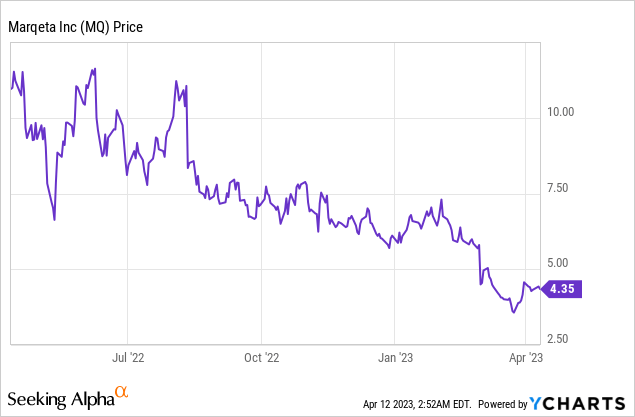 Marqeta Inc (MQ) Price
10.00
7.50
5.00
4.35
2.50
Jul '22
Oct '22
Jan '23
Apr '23
Seeking Alphaα
Apr 12 2023, 2:52AM EDT. Powered by YCHARTS